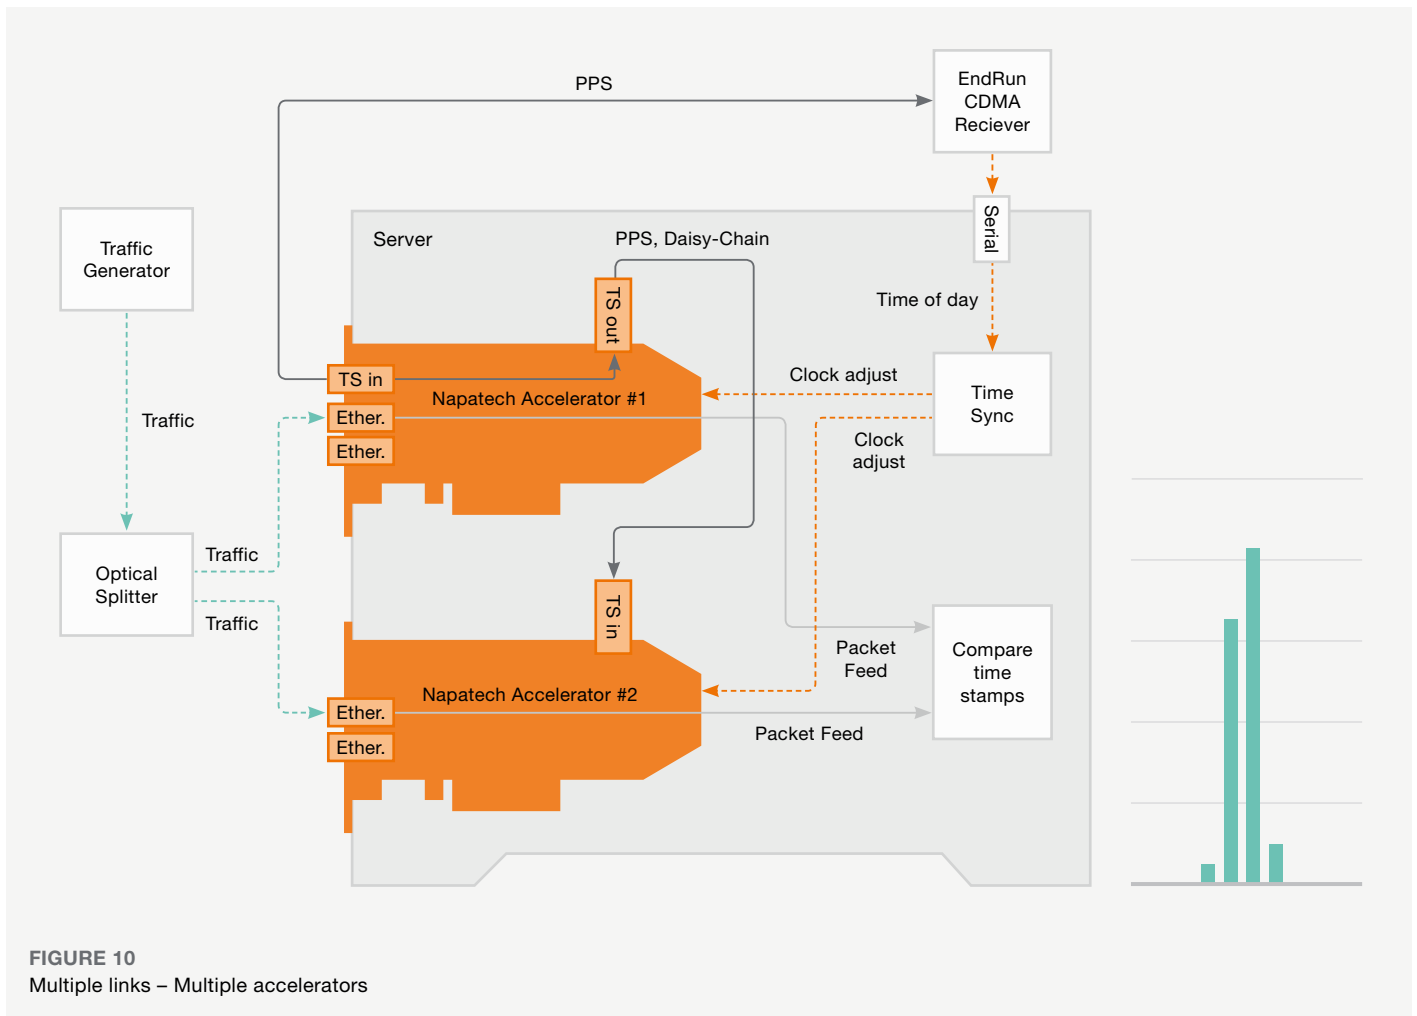 PPS
EndRun
CDMA
Reciever
Serial
Server
PPS, Daisy-Chain
Traffic
Generator
TS out
Time of day
TS in
Clock adjust
Time
Sync
Napatech Accelerator #1
Ether.
Traffic
Clock
adjust
Ether.
Traffic
Optical
Splitter
Traffic
TS in
Packet
Feed
Compare
time
stamps
Napatech Accelerator #2
Ether.
Packet Feed
Ether.
FIGURE 10
Multiple links – Multiple accelerators